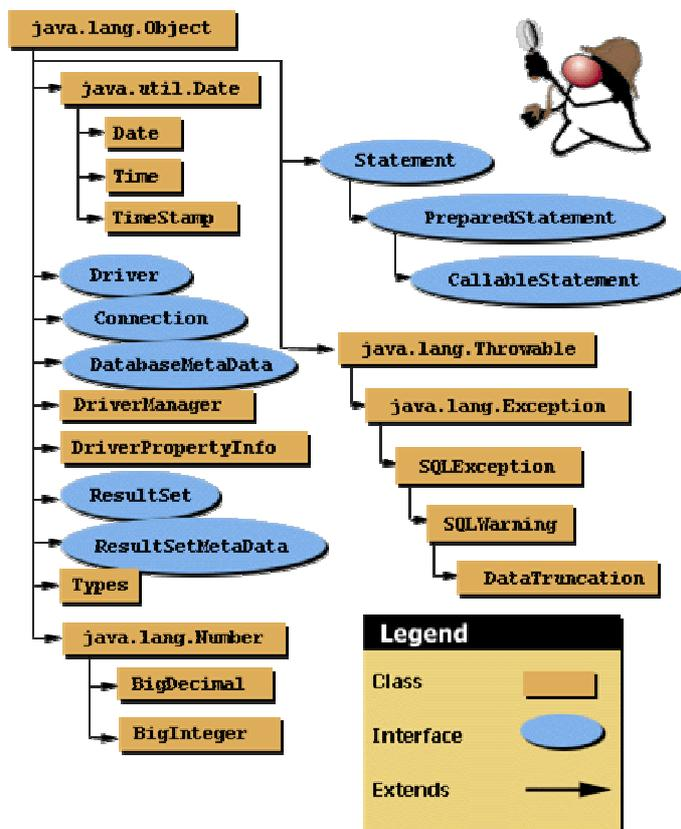 java.lang.Object
java.util.Date
Date
Time
TimeStamp
Driver
Connection
DatabaseMetaData
DriverManager
DriverPropertyInfo
ResultSet
ResultSetMetaData
Types
java.lang.Number
BigDecimal
BigInteger
Statement
PreparedStatement
CallableStatement
java.lang.Throwable
java.lang.Exception
SQLException
SQLWarning
DataTruncation
Legend
Class
Interface
Extends